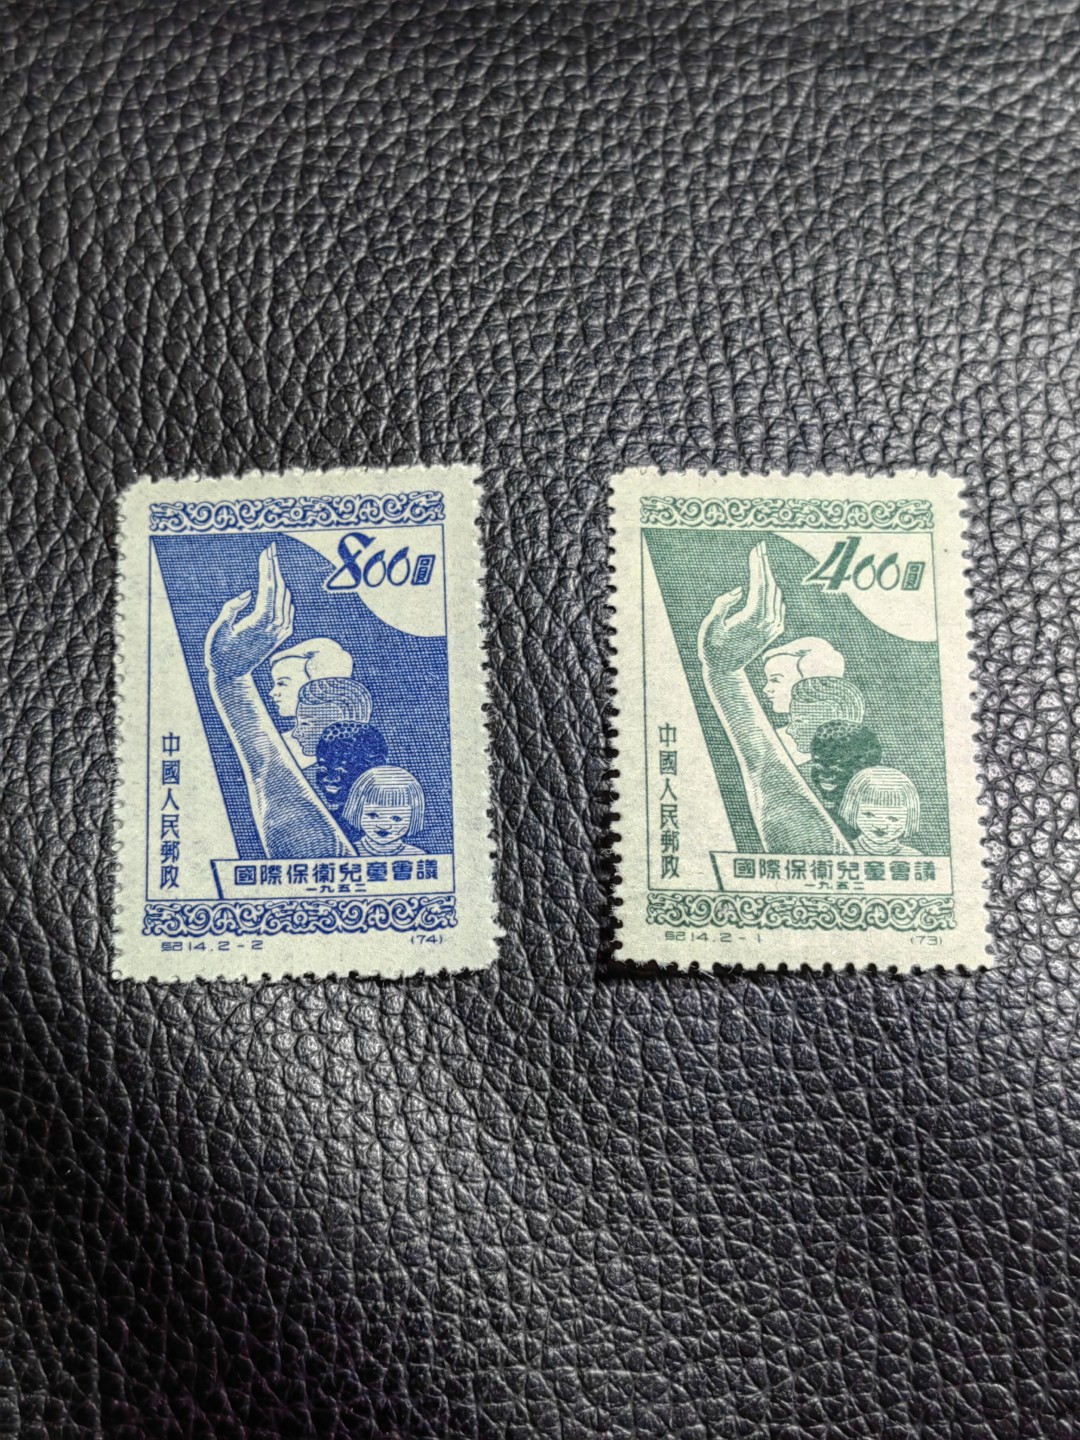 800圓
中國人民郵政
國際保衛兒童會議
一九五二
紀14.2-2
(74)
400圓
中國人民郵政
國際保衛兒童會議
一九五二
紀14.2-1
(73)